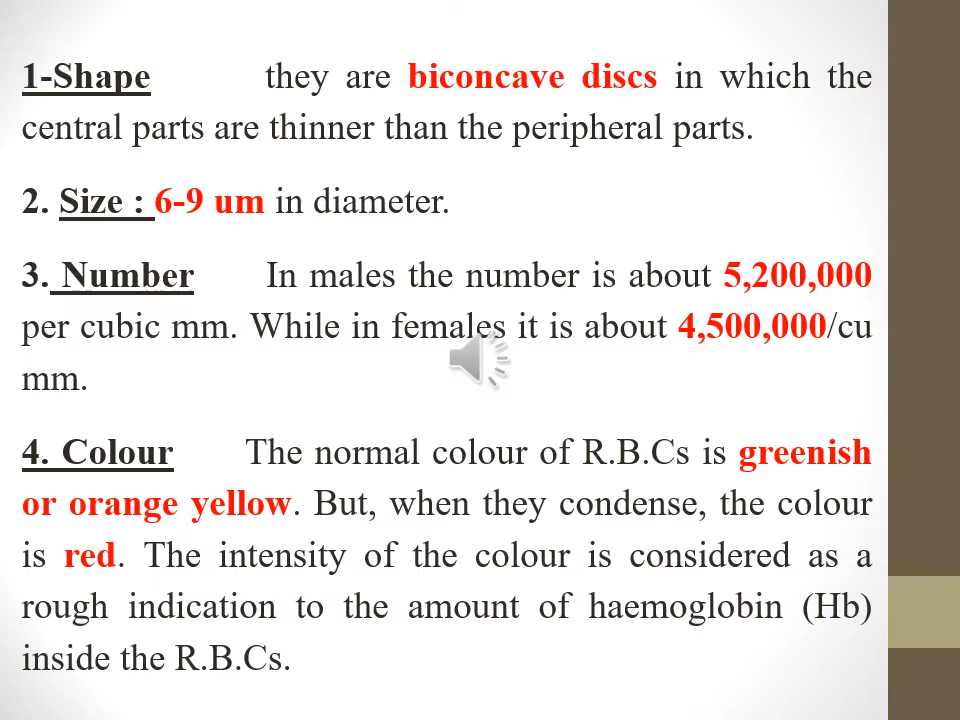 1-Shape they are biconcave discs in which the
central parts are thinner than the peripheral parts.
2. Size : 6-9 um in diameter.
3. Number In males the number is about 5,200,000
per cubic mm. While in females it is about 4,500,000/cu
mm.
4. Colour The normal colour of R.B.Cs is greenish
or orange yellow. But, when they condense, the colour
is red. The intensity of the colour is considered as a
rough indication to the amount of haemoglobin (Hb)
inside the R.B.Cs.